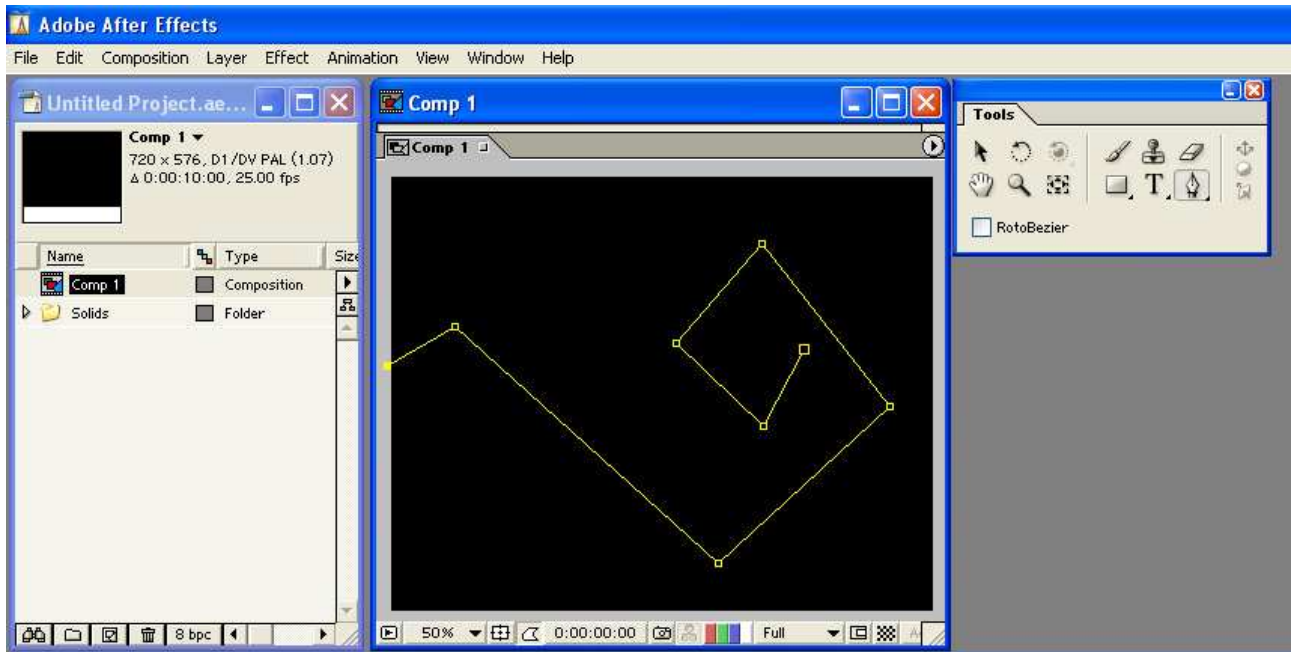 Adobe After Effects
File Edit Composition Layer Effect Animation View Window Help
Untitled Project.ae...
Comp 1
720 x 576, D1/DV PAL (1.07)
Δ 0:00:10:00, 25.00 fps
Name Type Size
Comp 1 Composition
Solids Folder
8 bpc
Comp 1
Comp 1
50% 0:00:00:00 Full
Tools
T
RotoBezier